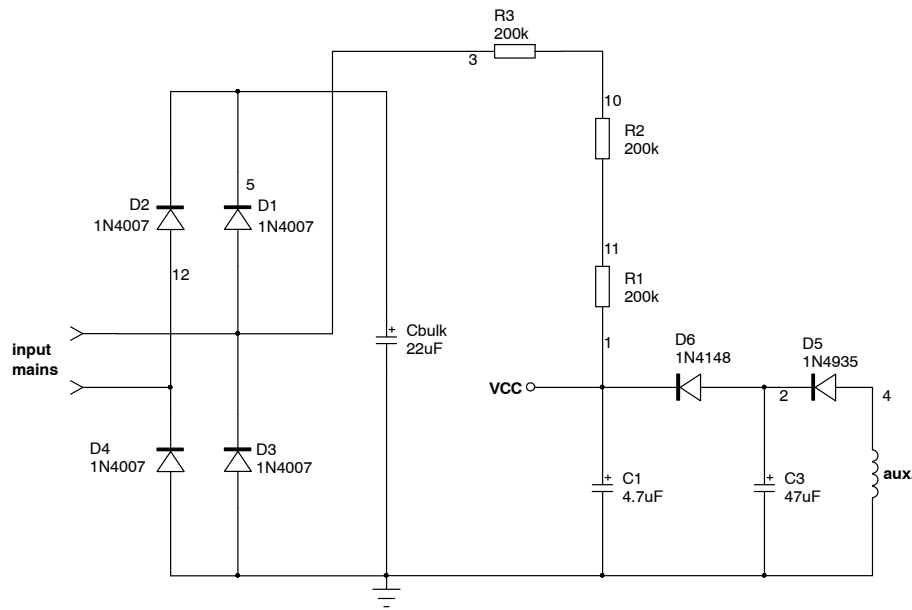 R3
200k
3
10
R2
200k
5
D2
1N4007
D1
1N4007
11
12
R1
200k
input
mains
Cbulk
22uF
+
1
D6
1N4148
D5
1N4935
VCC
2
4
D4
1N4007
D3
1N4007
+
C1
4.7uF
+
C3
47uF
aux.